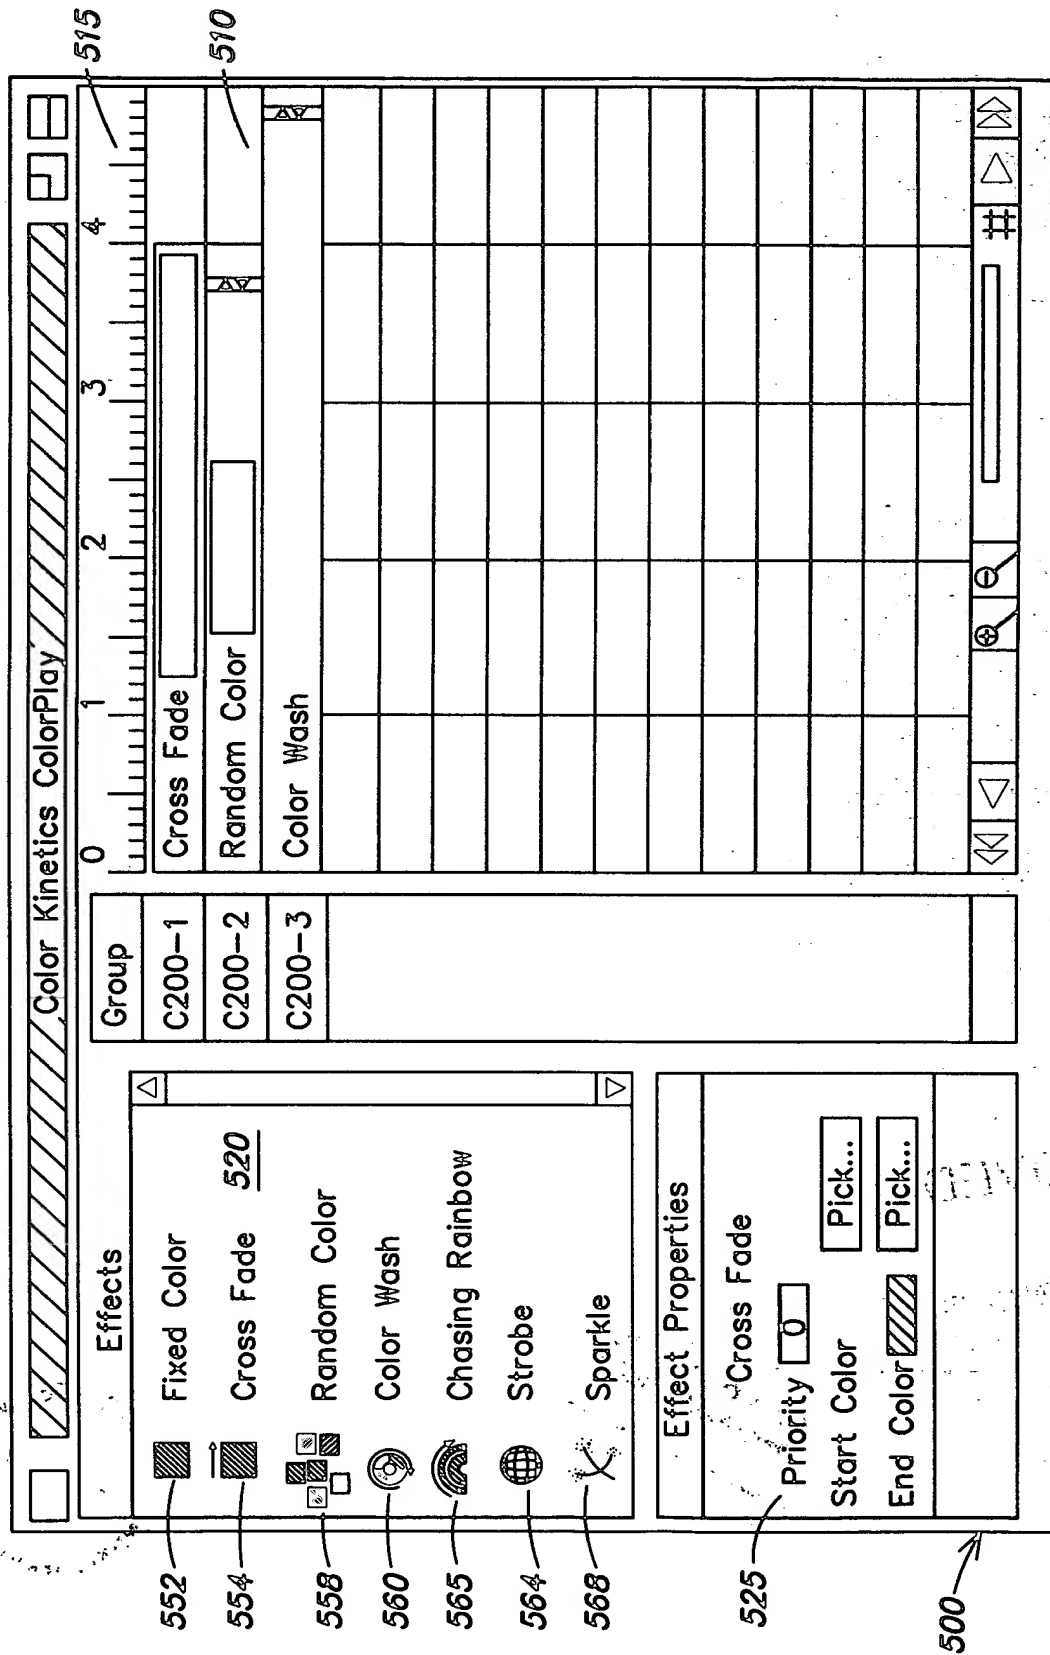 Color Kinetics ColorPlay
Effects
552 Fixed Color
554 Cross Fade 520
558 Random Color
560 Color Wash
565 Chasing Rainbow
564 Strobe
568 Sparkle
Effect Properties
Cross Fade
525 Priority 0
Start Color Pick...
End Color Pick...
500
Group
C200-1
C200-2
C200-3
0 1 2 3 4
515
Cross Fade
Random Color
510
Color Wash